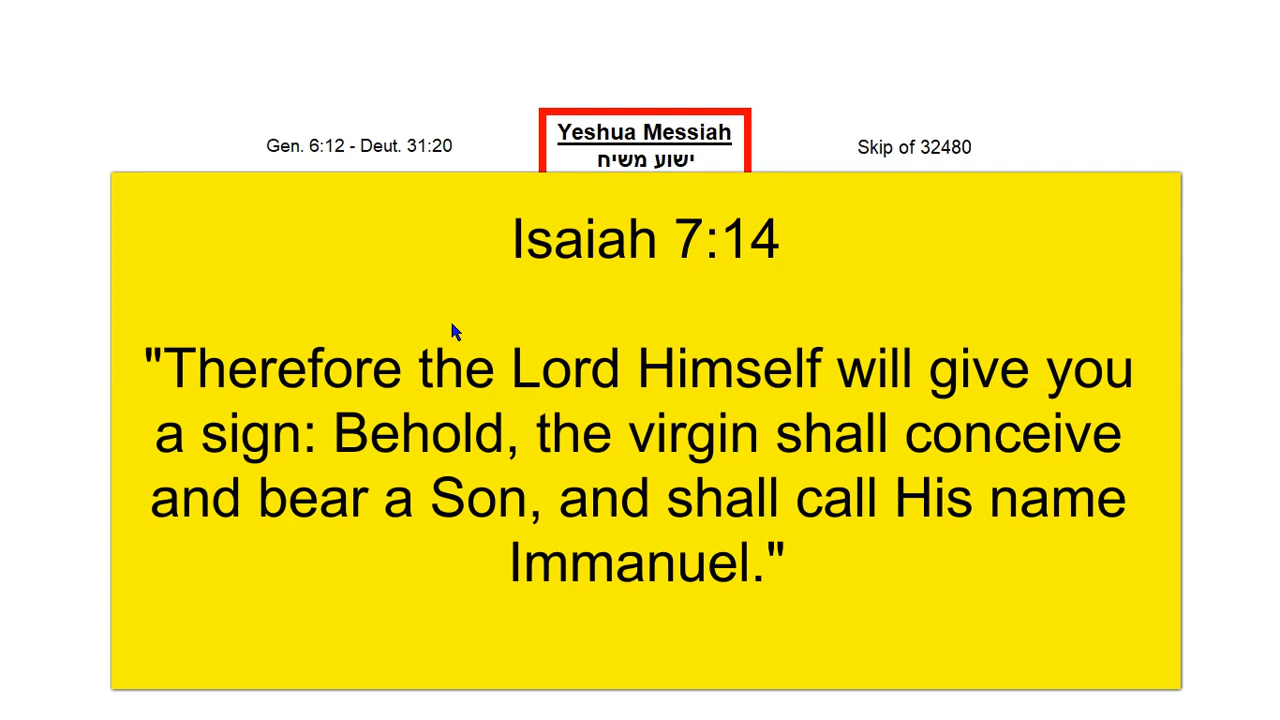 Gen. 6:12 - Deut. 31:20
Yeshua Messiah
ישוע משיח
Skip of 32480
Isaiah 7:14
"Therefore the Lord Himself will give you
a sign: Behold, the virgin shall conceive
and bear a Son, and shall call His name
Immanuel."